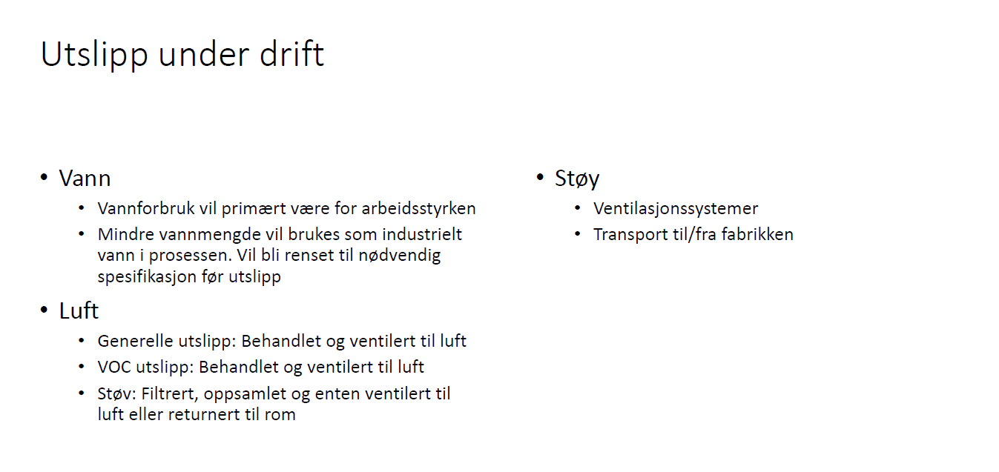 Utslipp under drift
• Vann
• Vannforbruk vil primært være for arbeidsstyrken
• Mindre vannmengde vil brukes som industrielt
vann i prosessen. Vil bli renset til nødvendig
spesifikasjon før utslipp
• Luft
• Generelle utslipp: Behandlet og ventilert til luft
• VOC utslipp: Behandlet og ventilert til luft
• Støv: Filtrert, oppsamlet og enten ventilert til
luft eller returnert til rom
• Støy
• Ventilasjonssystemer
• Transport til/fra fabrikken